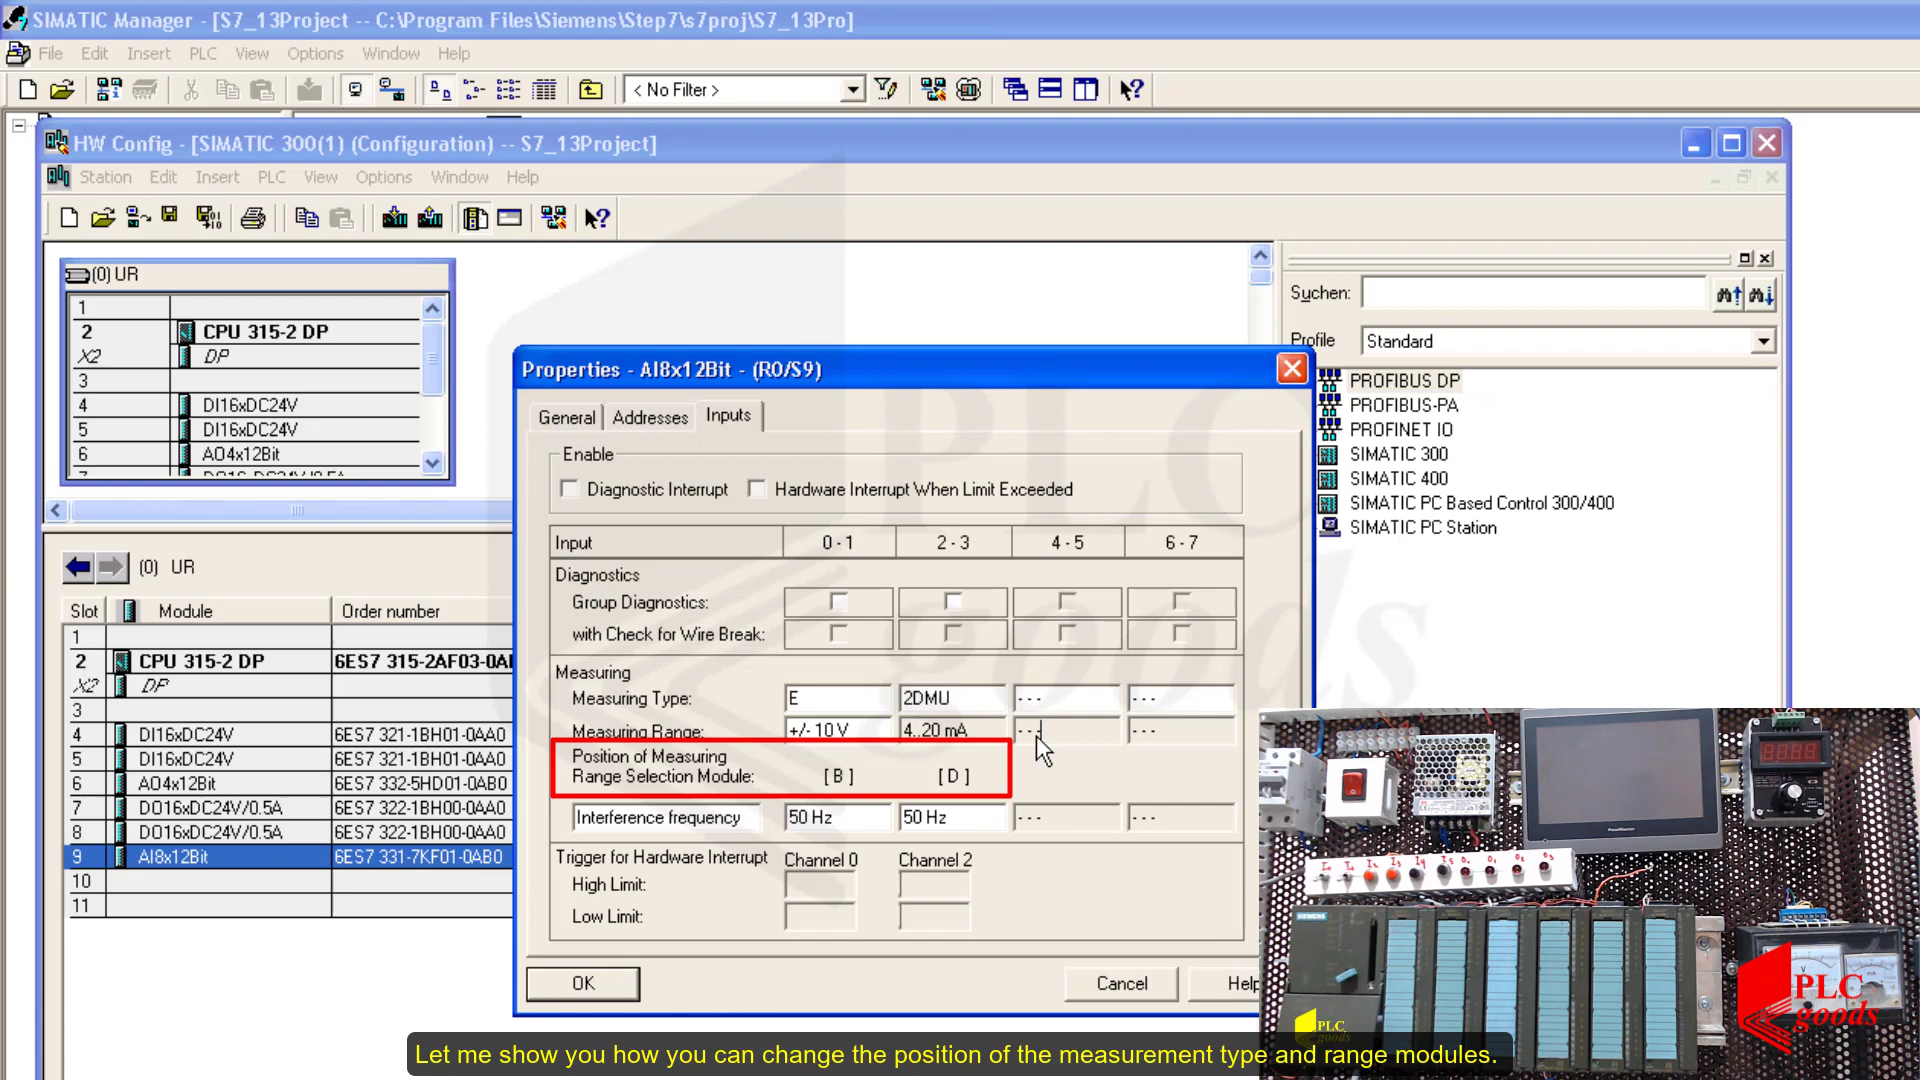 SIMATIC Manager - [S7_13Project -- C:\Program Files\Siemens\Step7\s7proj\S7_13Pro]
File Edit Insert PLC View Options Window Help
< No Filter >
HW Config - [SIMATIC 300(1) (Configuration) -- S7_13Project]
Station Edit Insert PLC View Options Window Help
(0) UR
1
2 CPU 315-2 DP
X2 DP
3
4 DI16xDC24V
5 DI16xDC24V
6 AO4x12Bit
Suchen:
Profile Standard
PROFIBUS DP
PROFIBUS-PA
PROFINET IO
SIMATIC 300
SIMATIC 400
SIMATIC PC Based Control 300/400
SIMATIC PC Station
(0) UR
Slot Module Order number
1
2 CPU 315-2 DP 6ES7 315-2AF03-0A
X2 DP
3
4 DI16xDC24V 6ES7 321-1BH01-0AA0
5 DI16xDC24V 6ES7 321-1BH01-0AA0
6 AO4x12Bit 6ES7 332-5HD01-0AB0
7 DO16xDC24V/0.5A 6ES7 322-1BH00-0AA0
8 DO16xDC24V/0.5A 6ES7 322-1BH00-0AA0
9 AI8x12Bit 6ES7 331-7KF01-0AB0
10
11
Properties - AI8x12Bit - (R0/S9)
General Addresses Inputs
Enable
Diagnostic Interrupt Hardware Interrupt When Limit Exceeded
Input 0 - 1 2 - 3 4 - 5 6 - 7
Diagnostics
Group Diagnostics:
with Check for Wire Break:
Measuring
Measuring Type: E 2DMU - - - - - -
Measuring Range: +/- 10 V 4..20 mA - - - - - -
Position of Measuring
Range Selection Module: [ B ] [ D ]
Interference frequency 50 Hz 50 Hz - - - - - -
Trigger for Hardware Interrupt Channel 0 Channel 2
High Limit:
Low Limit:
OK Cancel Help
PLC
goods
SIEMENS
V
mA
PLC
goods
PLC
goods
Let me show you how you can change the position of the measurement type and range modules.